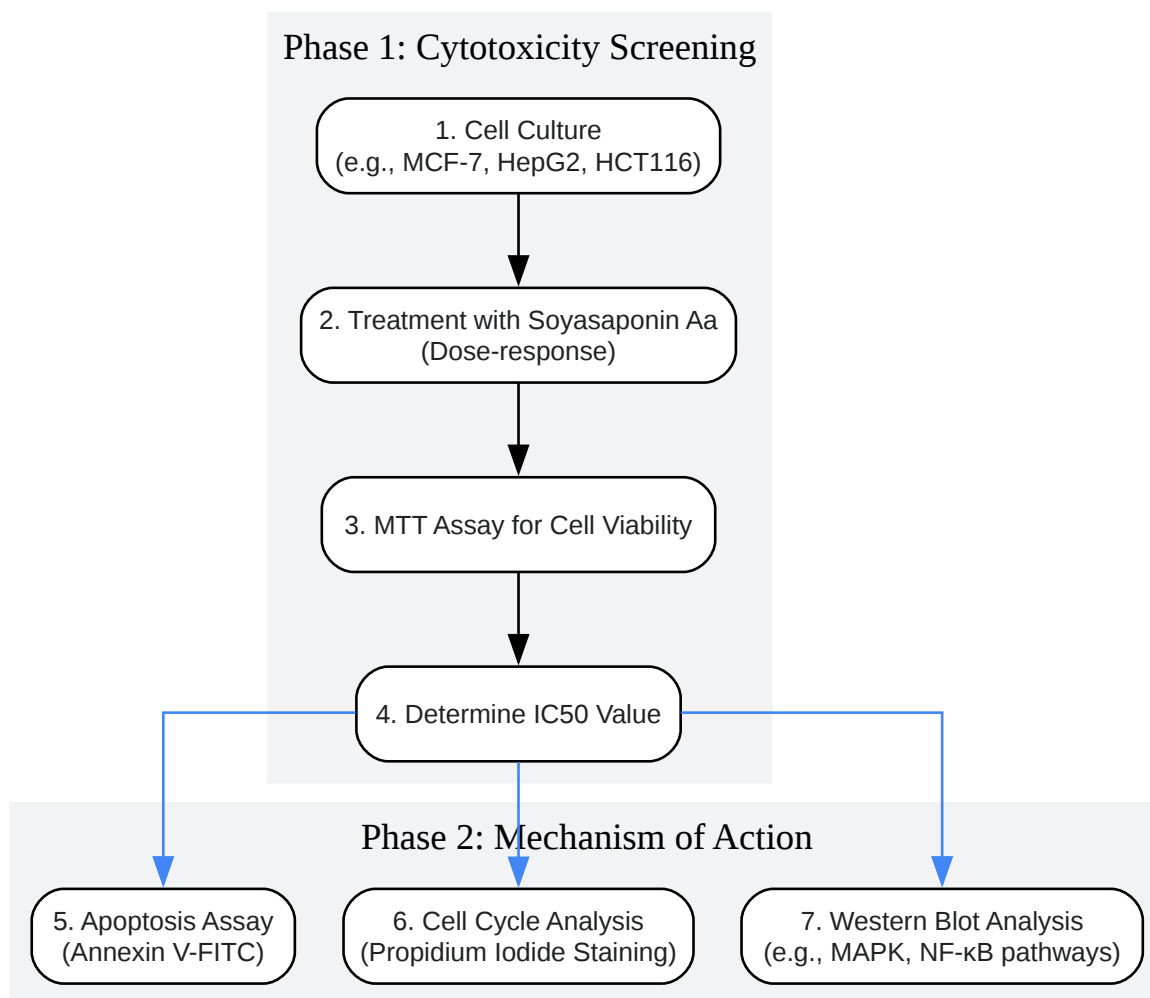 Phase 1: Cytotoxicity Screening
1. Cell Culture
(e.g., MCF-7, HepG2, HCT116)
2. Treatment with Soyasaponin Aa
(Dose-response)
3. MTT Assay for Cell Viability
4. Determine IC50 Value
Phase 2: Mechanism of Action
5. Apoptosis Assay
(Annexin V-FITC)
6. Cell Cycle Analysis
(Propidium Iodide Staining)
7. Western Blot Analysis
(e.g., MAPK, NF-κB pathways)